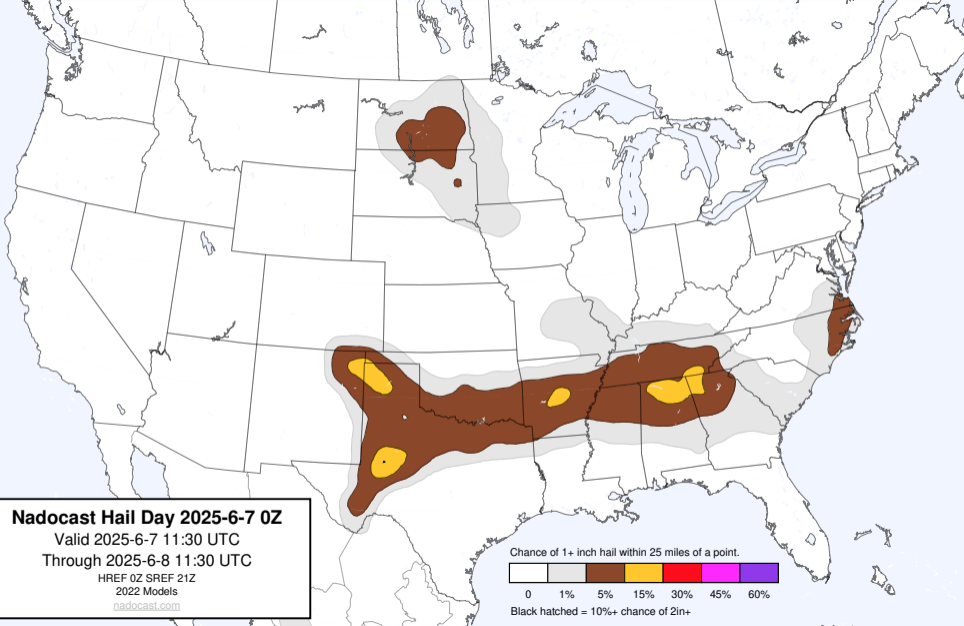 Nadocast Hail Day 2025-6-7 0Z
Valid 2025-6-7 11:30 UTC
Through 2025-6-8 11:30 UTC
HREF 0Z SREF 21Z
2022 Models
nadocast.com
Chance of 1+ inch hail within 25 miles of a point.
0 1% 5% 15% 30% 45% 60%
Black hatched = 10%+ chance of 2in+